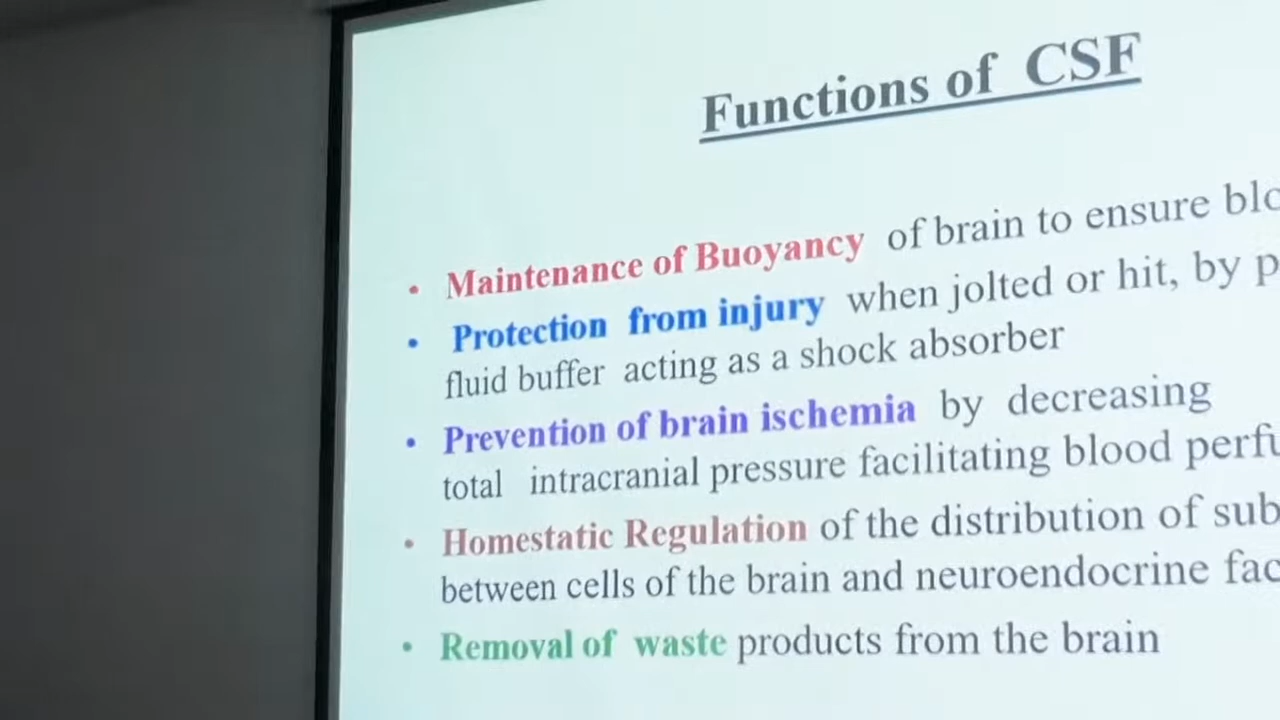 Functions of CSF
• Maintenance of Buoyancy of brain to ensure
• Protection from injury when jolted or hit, by
fluid buffer acting as a shock absorber
• Prevention of brain ischemia by decreasing
total intracranial pressure facilitating blood
• Homestatic Regulation of the distribution of
between cells of the brain and neuroendocrine
• Removal of waste products from the brain